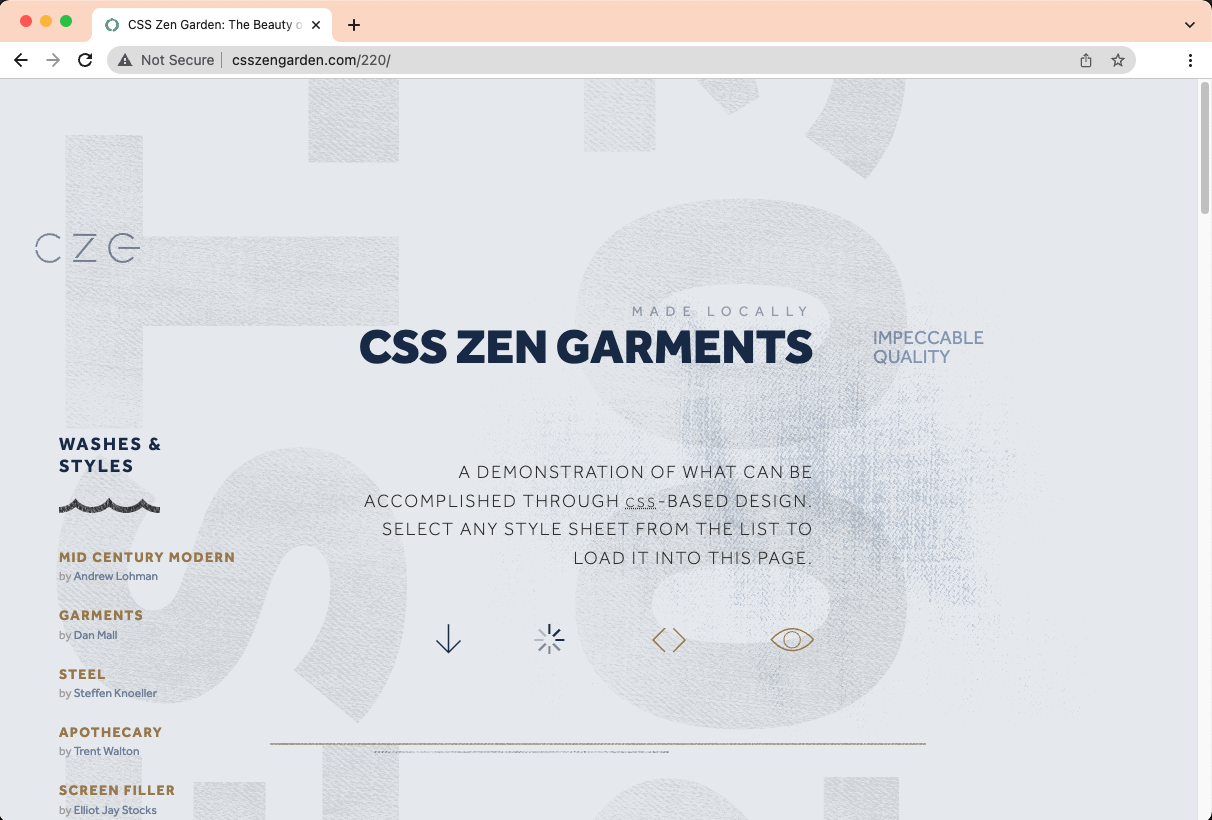 CSS Zen Garden: The Beauty o
Not Secure
csszengarden.com/220/
CZG
MADE LOCALLY
CSS ZEN GARMENTS
IMPECCABLE
QUALITY
WASHES &
STYLES
A DEMONSTRATION OF WHAT CAN BE
ACCOMPLISHED THROUGH CSS-BASED DESIGN.
SELECT ANY STYLE SHEET FROM THE LIST TO
LOAD IT INTO THIS PAGE.
MID CENTURY MODERN
by Andrew Lohman
GARMENTS
by Dan Mall
STEEL
by Steffen Knoeller
APOTHECARY
by Trent Walton
SCREEN FILLER
by Elliot Jay Stocks